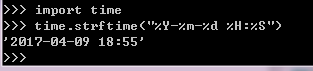 >>> import time
>>> time.strftime("%Y-%m-%d %H:%S")
'2017-04-09 18:55'
>>>